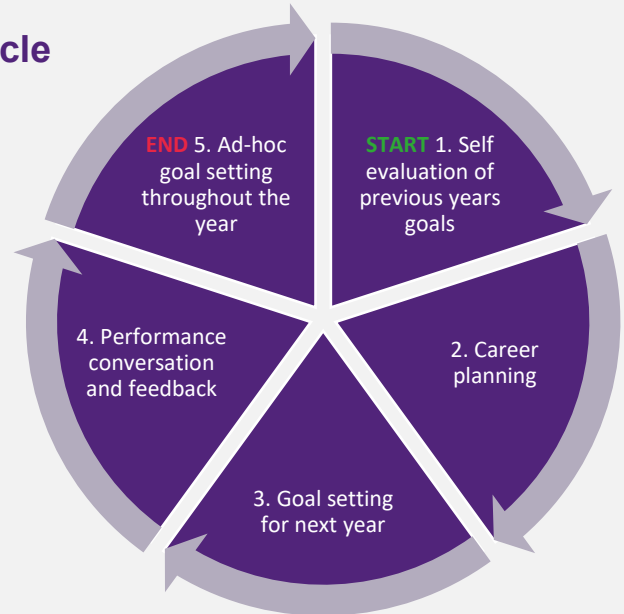 cle
START 1. Self
evaluation of
previous years
goals
2. Career
planning
3. Goal setting
for next year
4. Performance
conversation
and feedback
END 5. Ad-hoc
goal setting
throughout the
year